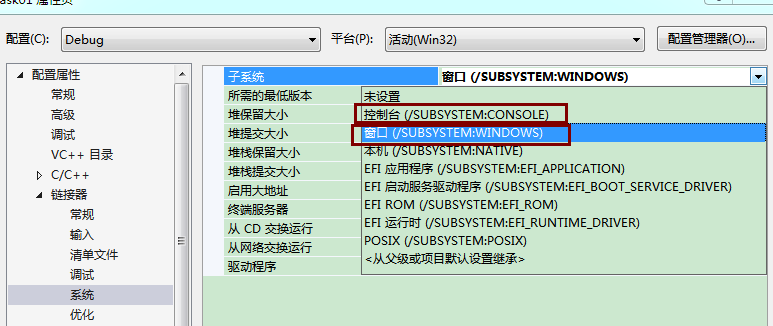 ask01 属性页
配置(C): Debug 平台(P): 活动(Win32) 配置管理器(O)...
配置属性
常规
高级
调试
VC++ 目录
C/C++
链接器
常规
输入
清单文件
调试
系统
优化
子系统 窗口 (/SUBSYSTEM:WINDOWS)
所需的最低版本
堆保留大小
堆提交大小
堆栈保留大小
堆栈提交大小
启用大地址
终端服务器
从 CD 交换运行
从网络交换运行
驱动程序
未设置
控制台 (/SUBSYSTEM:CONSOLE)
窗口 (/SUBSYSTEM:WINDOWS)
本机 (/SUBSYSTEM:NATIVE)
EFI 应用程序 (/SUBSYSTEM:EFI_APPLICATION)
EFI 启动服务驱动程序 (/SUBSYSTEM:EFI_BOOT_SERVICE_DRIVER)
EFI ROM (/SUBSYSTEM:EFI_ROM)
EFI 运行时 (/SUBSYSTEM:EFI_RUNTIME_DRIVER)
POSIX (/SUBSYSTEM:POSIX)
<从父级或项目默认设置继承>